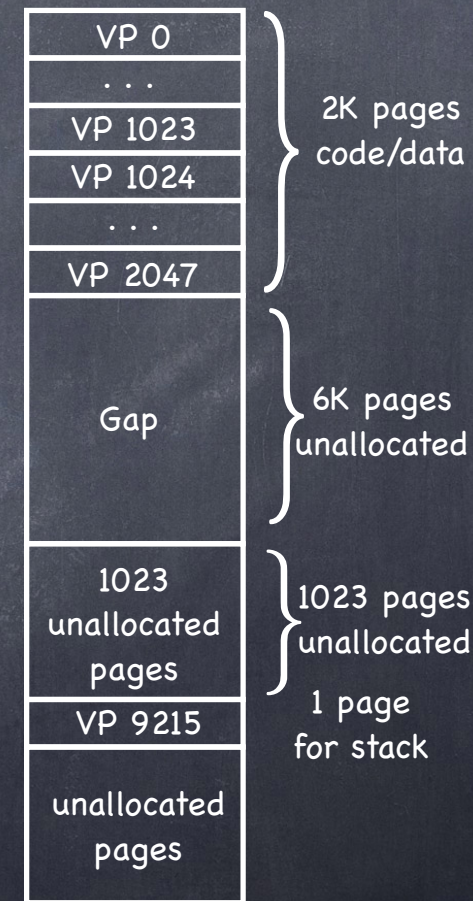 VP 0
. . .
VP 1023
VP 1024
. . .
VP 2047
2K pages
code/data
Gap
6K pages
unallocated
1023
unallocated
pages
1023 pages
unallocated
VP 9215
1 page
for stack
unallocated
pages